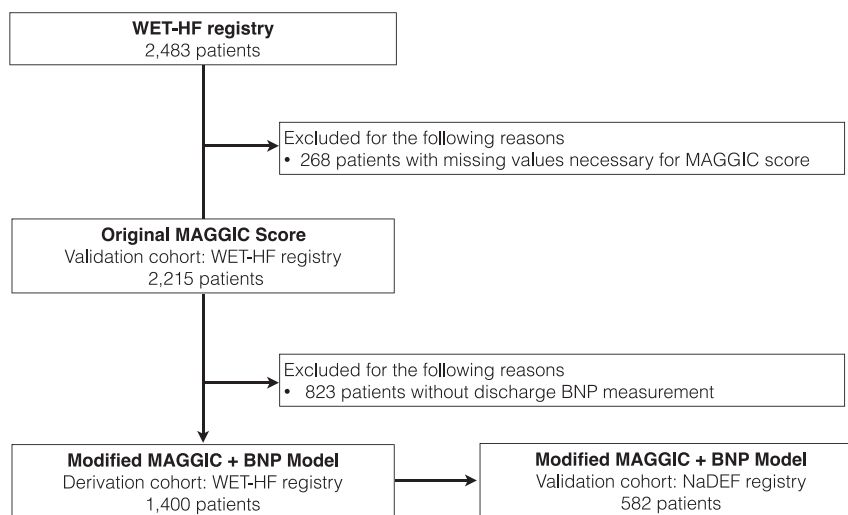 WET-HF registry
2,483 patients
Excluded for the following reasons
• 268 patients with missing values necessary for MAGGIC score
Original MAGGIC Score
Validation cohort: WET-HF registry
2,215 patients
Excluded for the following reasons
• 823 patients without discharge BNP measurement
Modified MAGGIC + BNP Model
Derivation cohort: WET-HF registry
1,400 patients
Modified MAGGIC + BNP Model
Validation cohort: NaDEF registry
582 patients